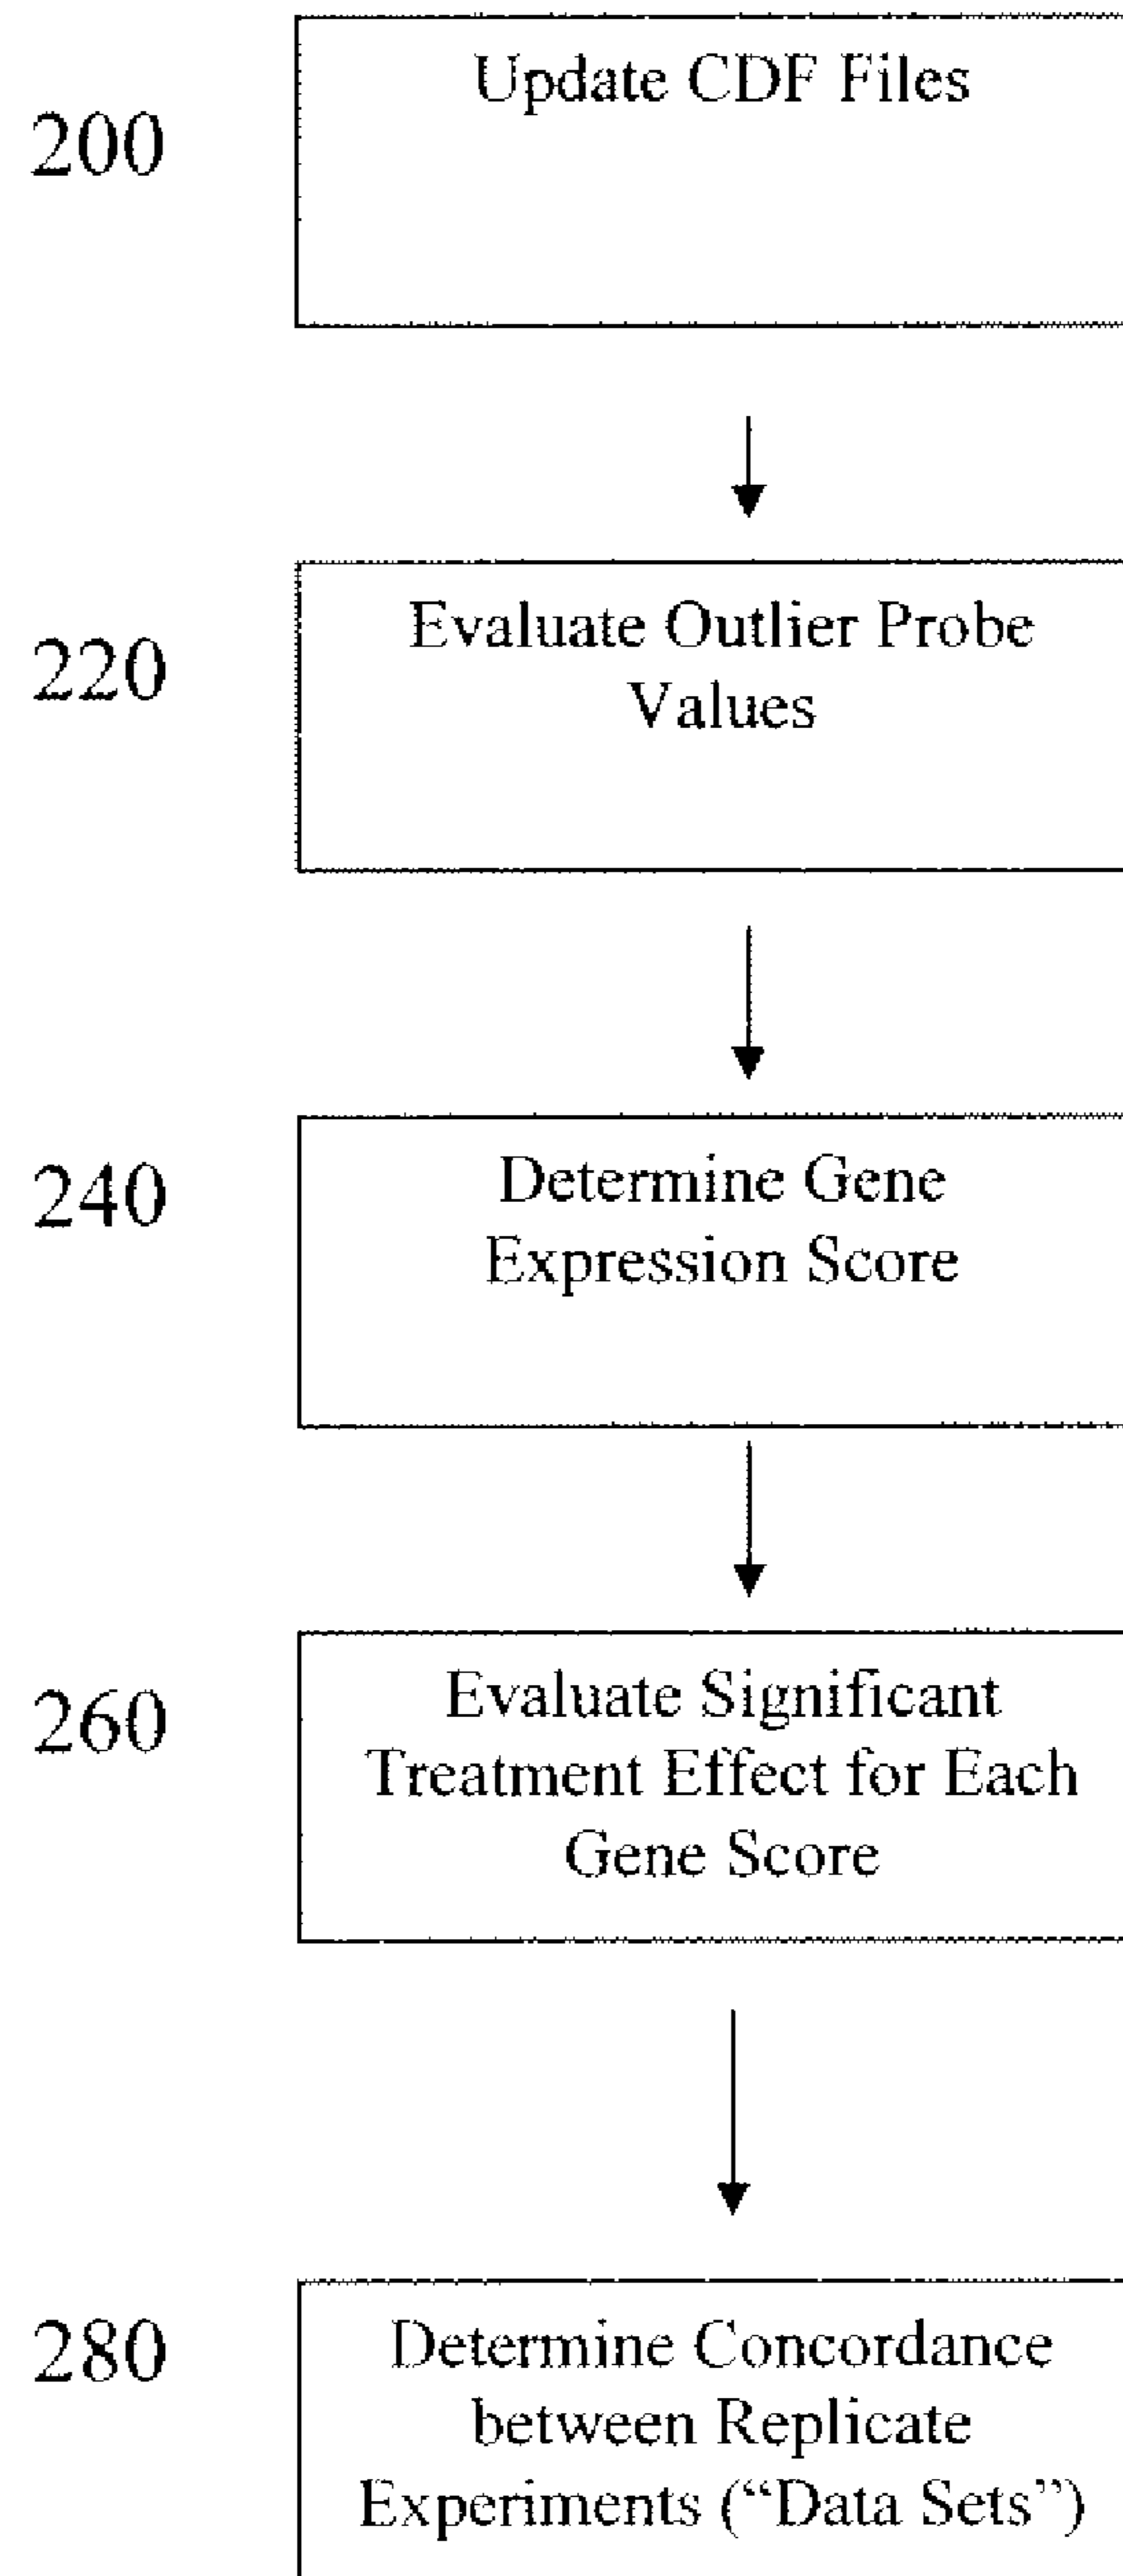 200
Update CDF Files
220
Evaluate Outlier Probe
Values
240
Determine Gene
Expression Score
260
Evaluate Significant
Treatment Effect for Each
Gene Score
280
Determine Concordance
between Replicate
Experiments (“Data Sets”)